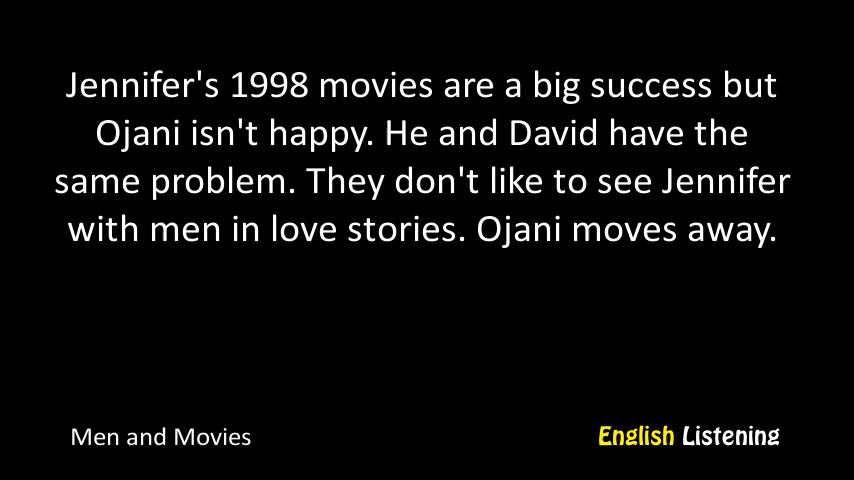 Jennifer's 1998 movies are a big success but
Ojani isn't happy. He and David have the
same problem. They don't like to see Jennifer
with men in love stories. Ojani moves away.
Men and Movies
English Listening